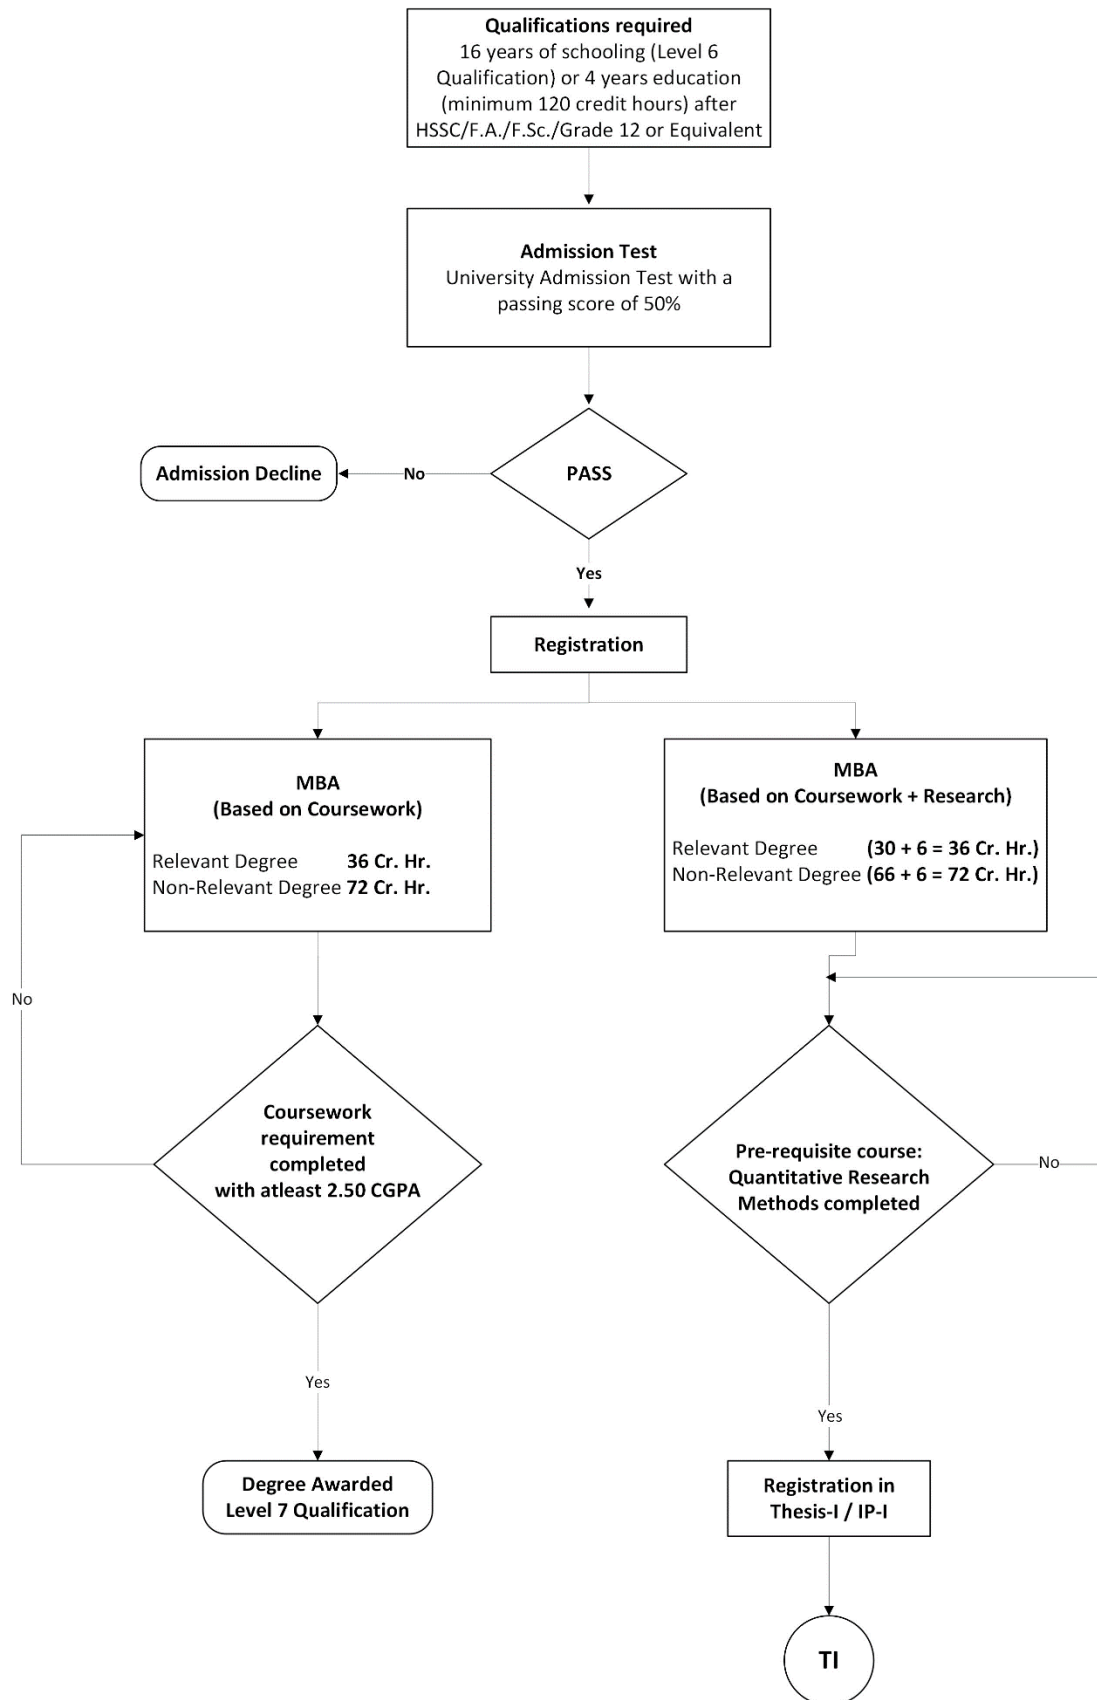 Qualifications required
16 years of schooling (Level 6
Qualification) or 4 years education
(minimum 120 credit hours) after
HSSC/F.A./F.Sc./Grade 12 or Equivalent
Admission Test
University Admission Test with a
passing score of 50%
PASS
No
Admission Decline
Yes
Registration
MBA
(Based on Coursework)
Relevant Degree 36 Cr. Hr.
Non-Relevant Degree 72 Cr. Hr.
MBA
(Based on Coursework + Research)
Relevant Degree (30 + 6 = 36 Cr. Hr.)
Non-Relevant Degree (66 + 6 = 72 Cr. Hr.)
No
Coursework
requirement
completed
with atleast 2.50 CGPA
Pre-requisite course:
Quantitative Research
Methods completed
No
Yes
Yes
Degree Awarded
Level 7 Qualification
Registration in
Thesis-I / IP-I
TI